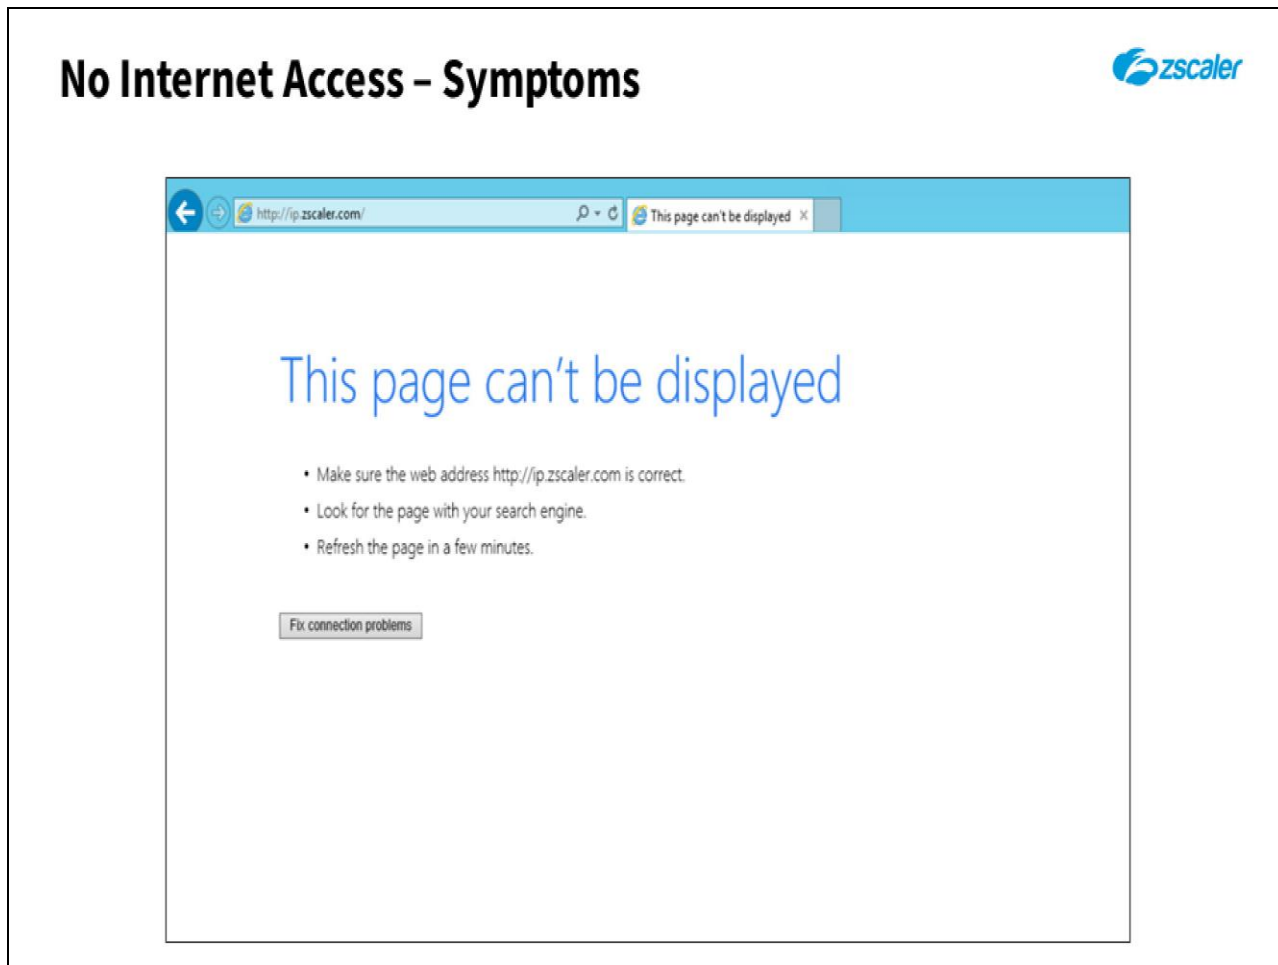 No Internet Access – Symptoms
zscaler
http://ip.zscaler.com/
This page can't be displayed
This page can't be displayed
• Make sure the web address http://ip.zscaler.com is correct.
• Look for the page with your search engine.
• Refresh the page in a few minutes.
Fix connection problems